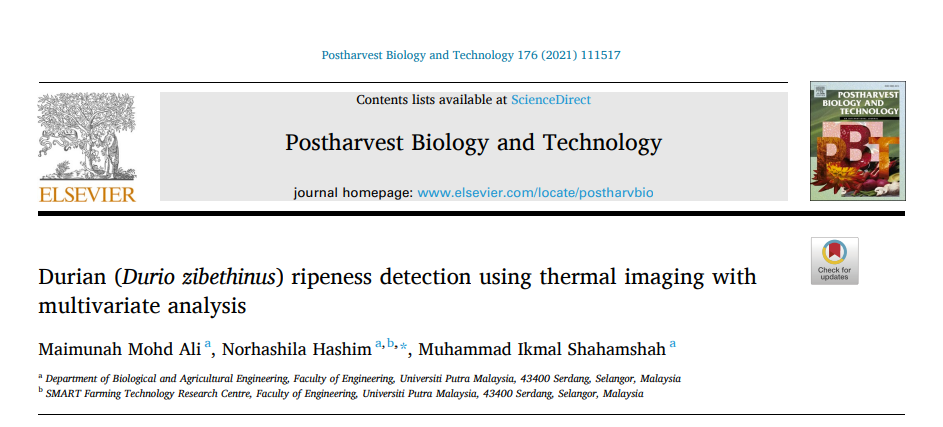 Postharvest Biology and Technology 176 (2021) 111517
Contents lists available at ScienceDirect
Postharvest Biology and Technology
journal homepage: www.elsevier.com/locate/postharvbio
ELSEVIER
POSTHARVEST
BIOLOGY AND
TECHNOLOGY
PBT
Check for
updates
Durian (Durio zibethinus) ripeness detection using thermal imaging with
multivariate analysis
Maimunah Mohd Ali a, Norhashila Hashim a,b,*, Muhammad Ikmal Shahamshah a
a Department of Biological and Agricultural Engineering, Faculty of Engineering, Universiti Putra Malaysia, 43400 Serdang, Selangor, Malaysia
b SMART Farming Technology Research Centre, Faculty of Engineering, Universiti Putra Malaysia, 43400 Serdang, Selangor, Malaysia